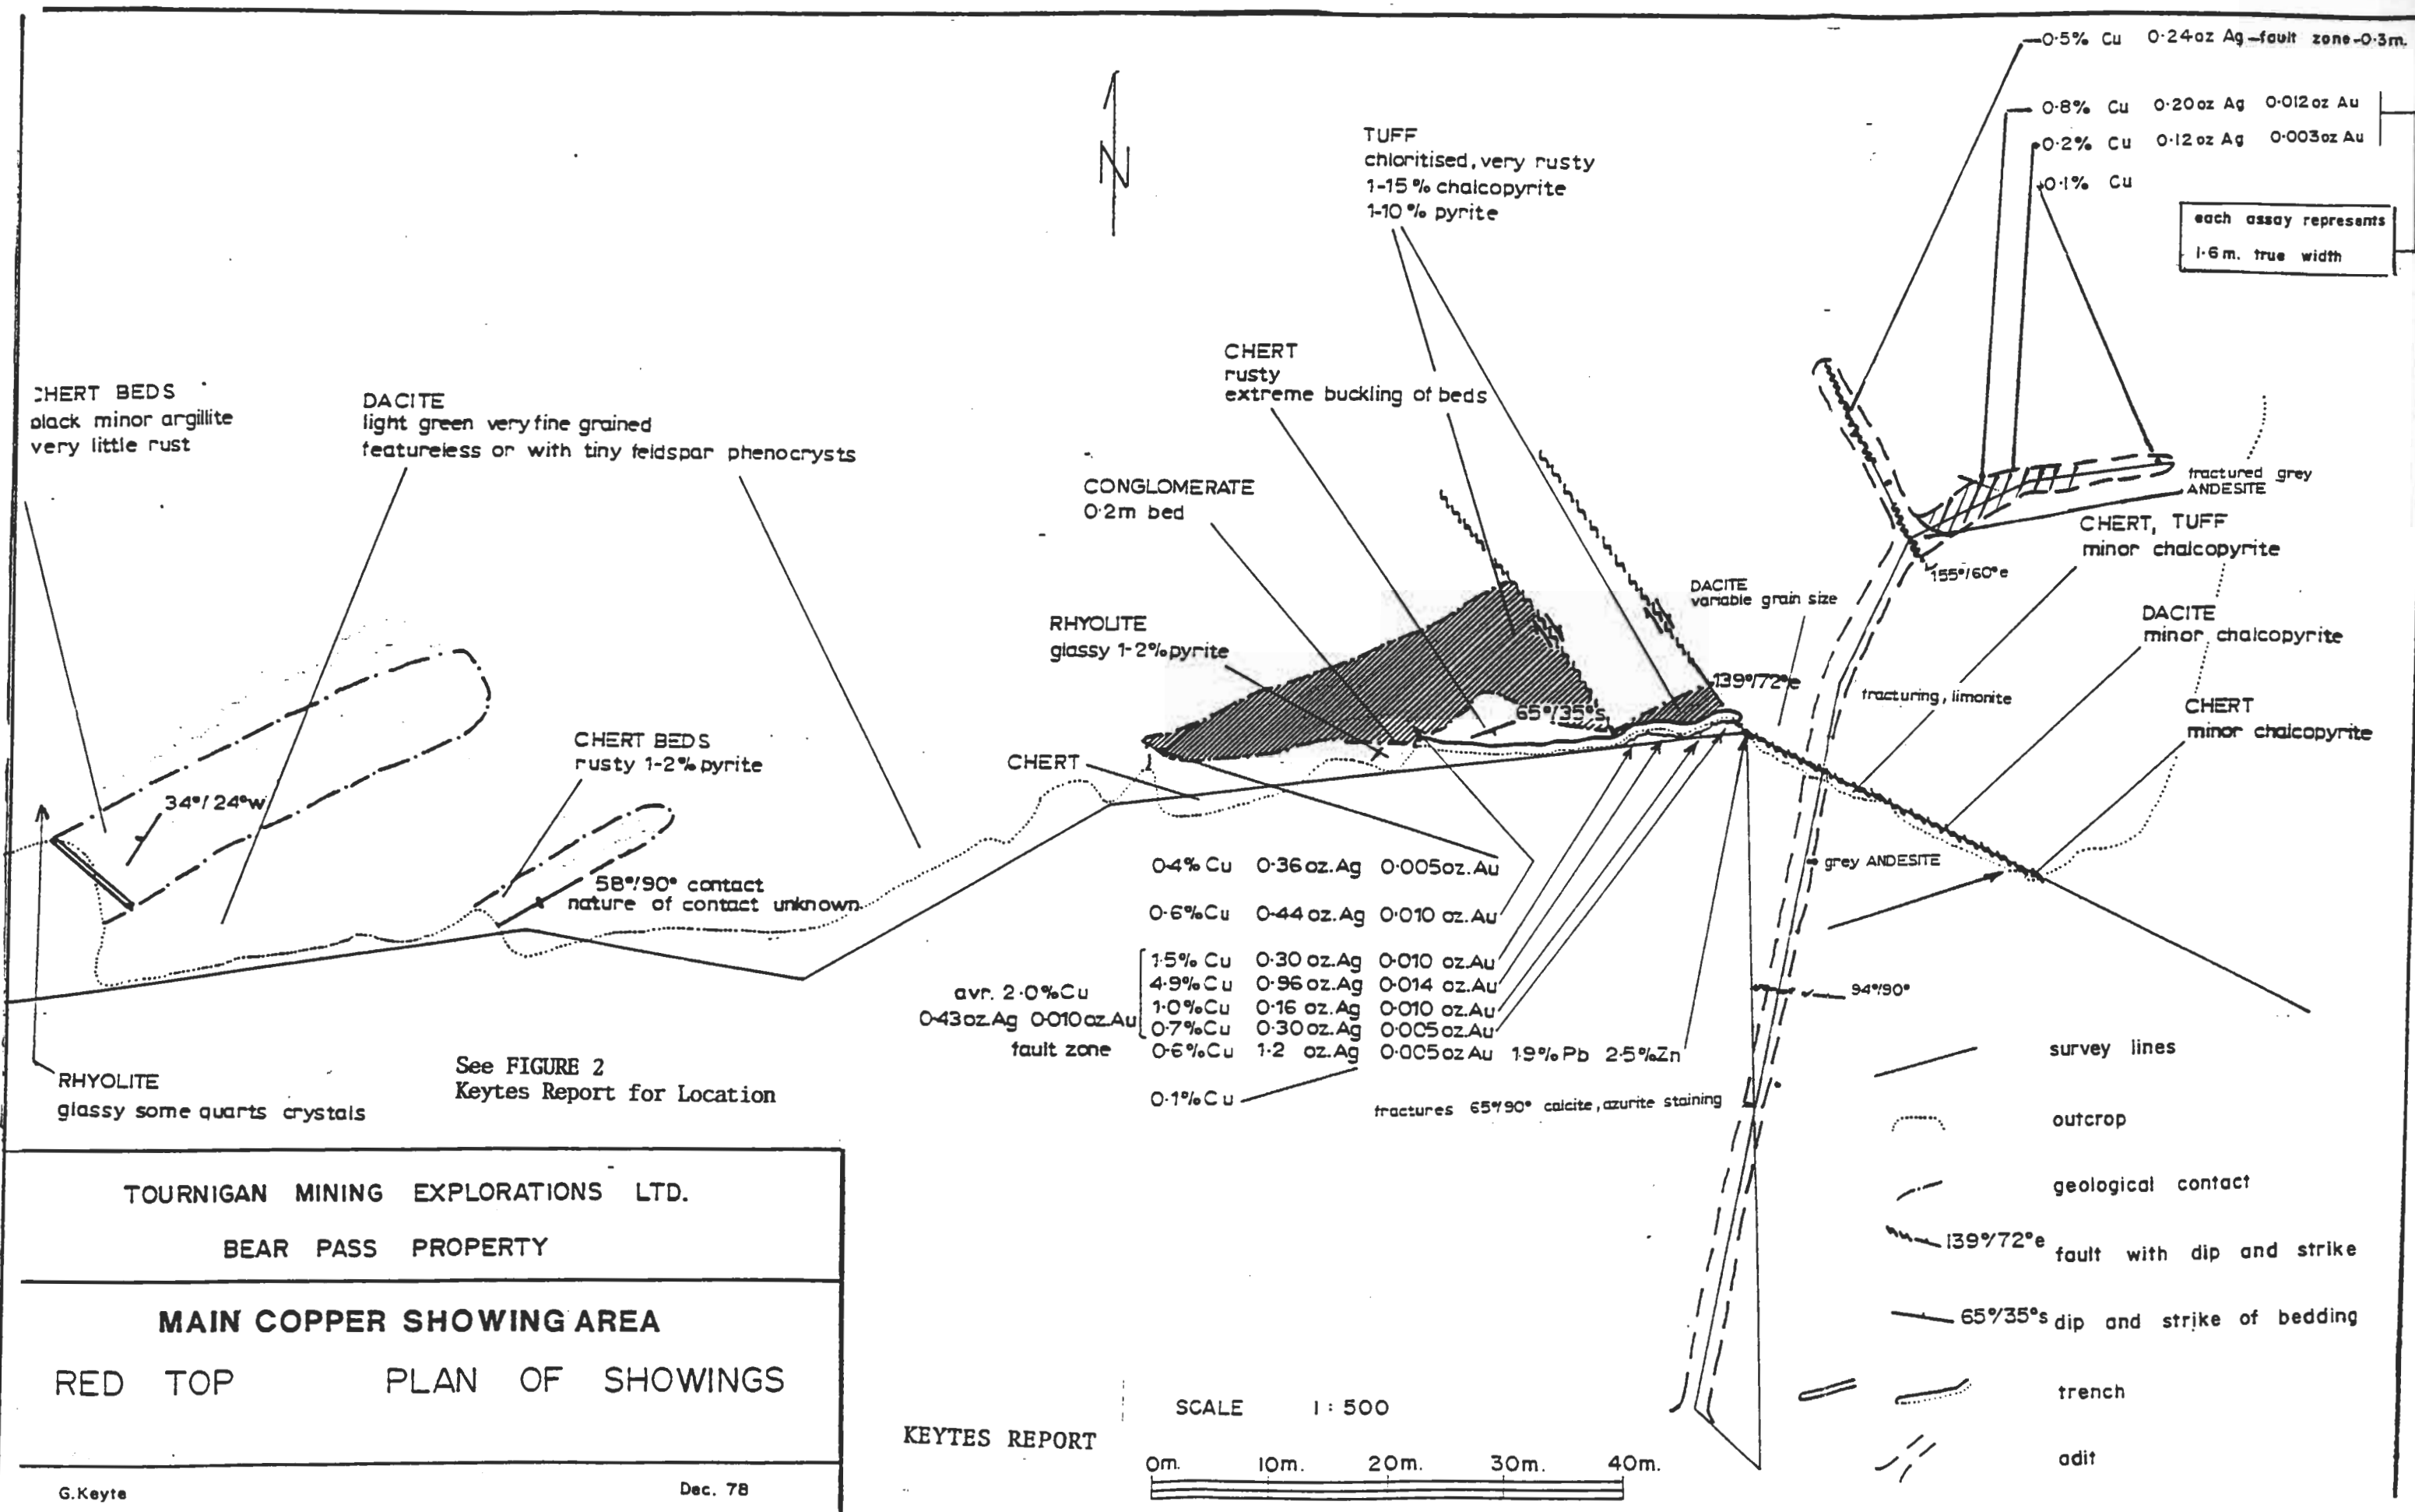 0.5% Cu 0.24oz Ag-fault zone-0.3m.
0.8% Cu 0.20oz Ag 0.012oz Au
0.2% Cu 0.12oz Ag 0.003oz Au
0.1% Cu
each assay represents
1.6m. true width
N
TUFF
chloritised, very rusty
1-15% chalcopyrite
1-10% pyrite
CHERT
rusty
extreme buckling of beds
CHERT BEDS
black minor argillite
very little rust
DACITE
light green very fine grained
featureless or with tiny feldspar phenocrysts
CONGLOMERATE
0.2m bed
fractured grey
ANDESITE
CHERT, TUFF
minor chalcopyrite
155°/60°e
DACITE
variable grain size
RHYOLITE
glassy 1-2% pyrite
DACITE
minor chalcopyrite
139°/72°e
fracturing, limonite
65°/35°s
CHERT
minor chalcopyrite
CHERT BEDS
rusty 1-2% pyrite
CHERT
34°/24°w
58°/90° contact
nature of contact unknown
grey ANDESITE
0.4% Cu 0.36oz.Ag 0.005oz.Au
0.6%Cu 0.44oz.Ag 0.010 oz.Au
1.5% Cu 0.30 oz.Ag 0.010 oz.Au
4.9%Cu 0.96oz.Ag 0.014 oz.Au
1.0%Cu 0.16 oz.Ag 0.010 oz.Au
0.7%Cu 0.30oz.Ag 0.005oz.Au
avr. 2.0%Cu
0.43oz.Ag 0.010oz.Au
fault zone 0.6%Cu 1.2 oz.Ag 0.005ozAu 1.9%Pb 2.5%Zn
0.1%Cu
94°/90°
fractures 65°/90° calcite, azurite staining
RHYOLITE
glassy some quarts crystals
See FIGURE 2
Keytes Report for Location
survey lines
outcrop
geological contact
139°/72°e fault with dip and strike
65°/35°s dip and strike of bedding
trench
adit
TOURNIGAN MINING EXPLORATIONS LTD.
BEAR PASS PROPERTY
MAIN COPPER SHOWING AREA
RED TOP PLAN OF SHOWINGS
G.Keyte Dec. 78
KEYTES REPORT
SCALE 1:500
0m. 10m. 20m. 30m. 40m.